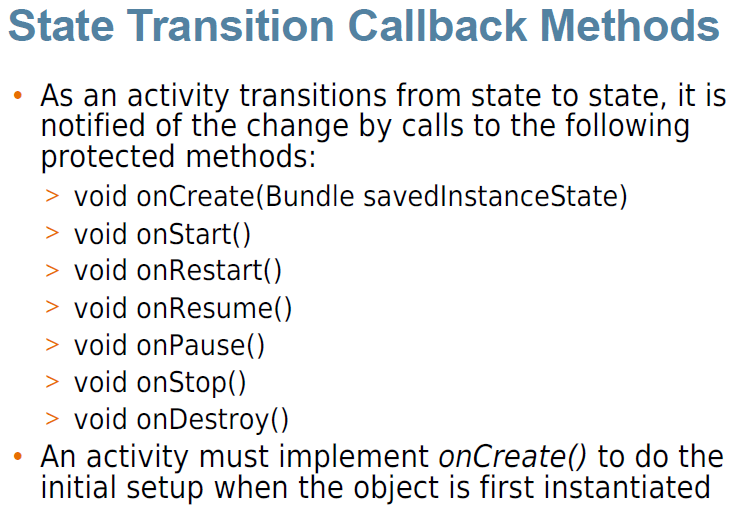 State Transition Callback Methods
• As an activity transitions from state to state, it is
notified of the change by calls to the following
protected methods:
> void onCreate(Bundle savedInstanceState)
> void onStart()
> void onRestart()
> void onResume()
> void onPause()
> void onStop()
> void onDestroy()
• An activity must implement onCreate() to do the
initial setup when the object is first instantiated